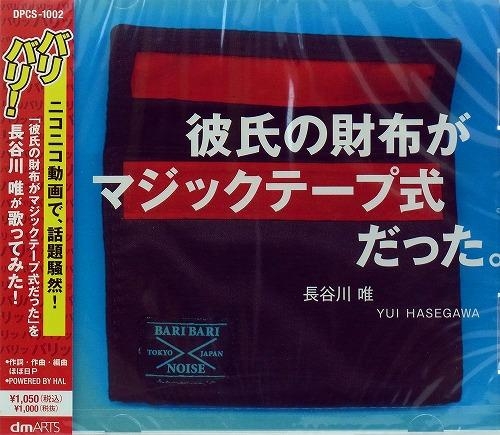 DPCS-1002
バリバリ!
ニコニコ動画で、話題騒然!
「彼氏の財布がマジックテープ式だった」を
長谷川 唯が歌ってみた!
●作詞・作曲・編曲
ほぼ日P
●POWERED BY HAL
¥1,050(税込)
¥1,000(税抜)
dmARTS
彼氏の財布が
マジックテープ式
だった。
長谷川 唯
YUI HASEGAWA
BARI BARI
TOKYO JAPAN
NOISE